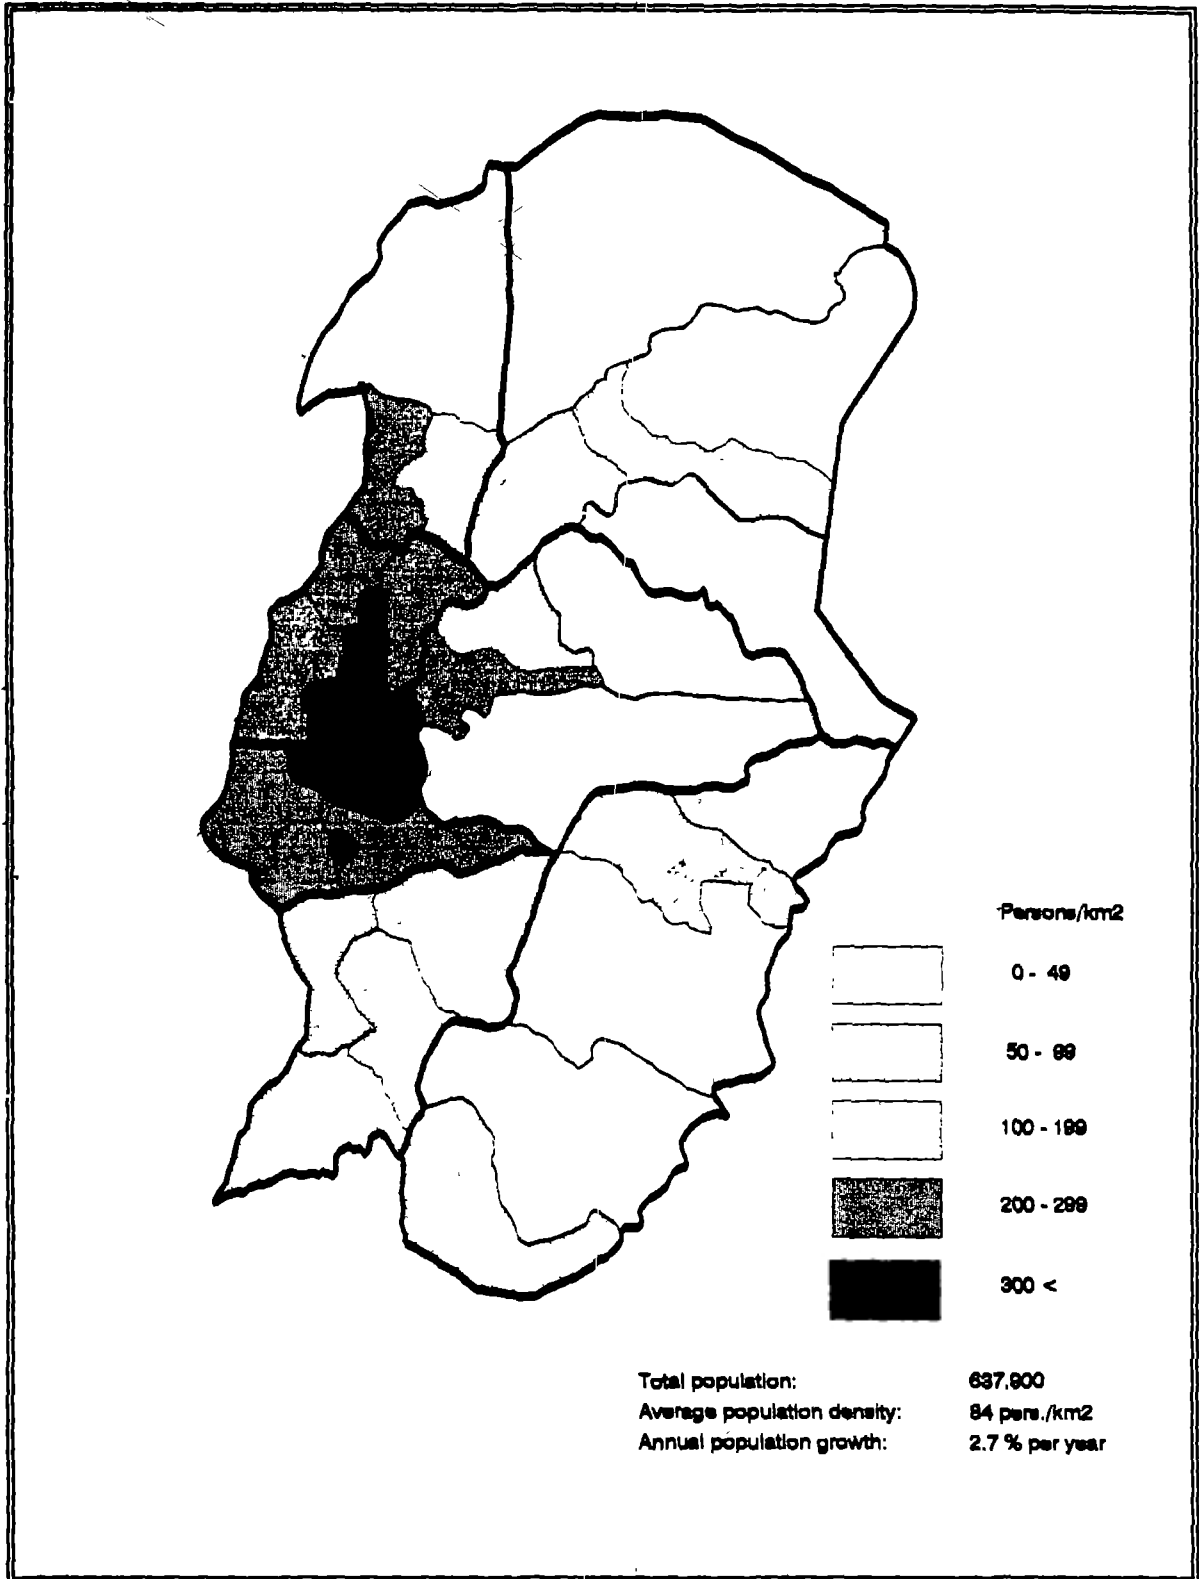 Persons/km2
0 - 49
50 - 99
100 - 199
200 - 299
300 <
Total population: 637,900
Average population density: 84 pers./km2
Annual population growth: 2.7 % per year